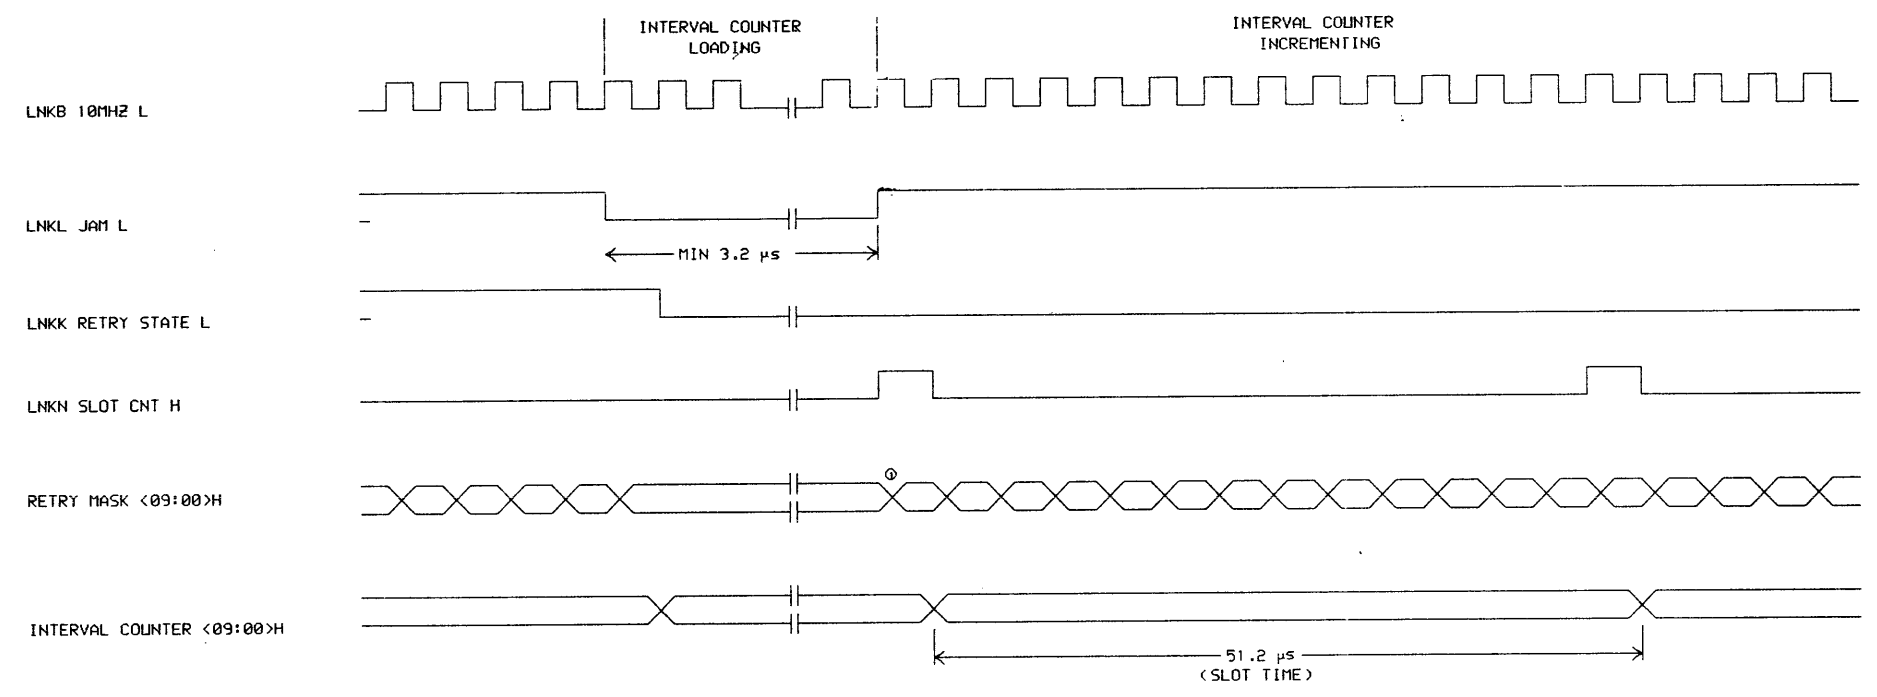 INTERVAL COUNTER
LOADING
INTERVAL COUNTER
INCREMENTING
LNKB 10MHZ L
LNKL JAM L
MIN 3.2 µs
LNKK RETRY STATE L
LNKN SLOT CNT H
1
RETRY MASK <09:00>H
INTERVAL COUNTER <09:00>H
51.2 µs
(SLOT TIME)